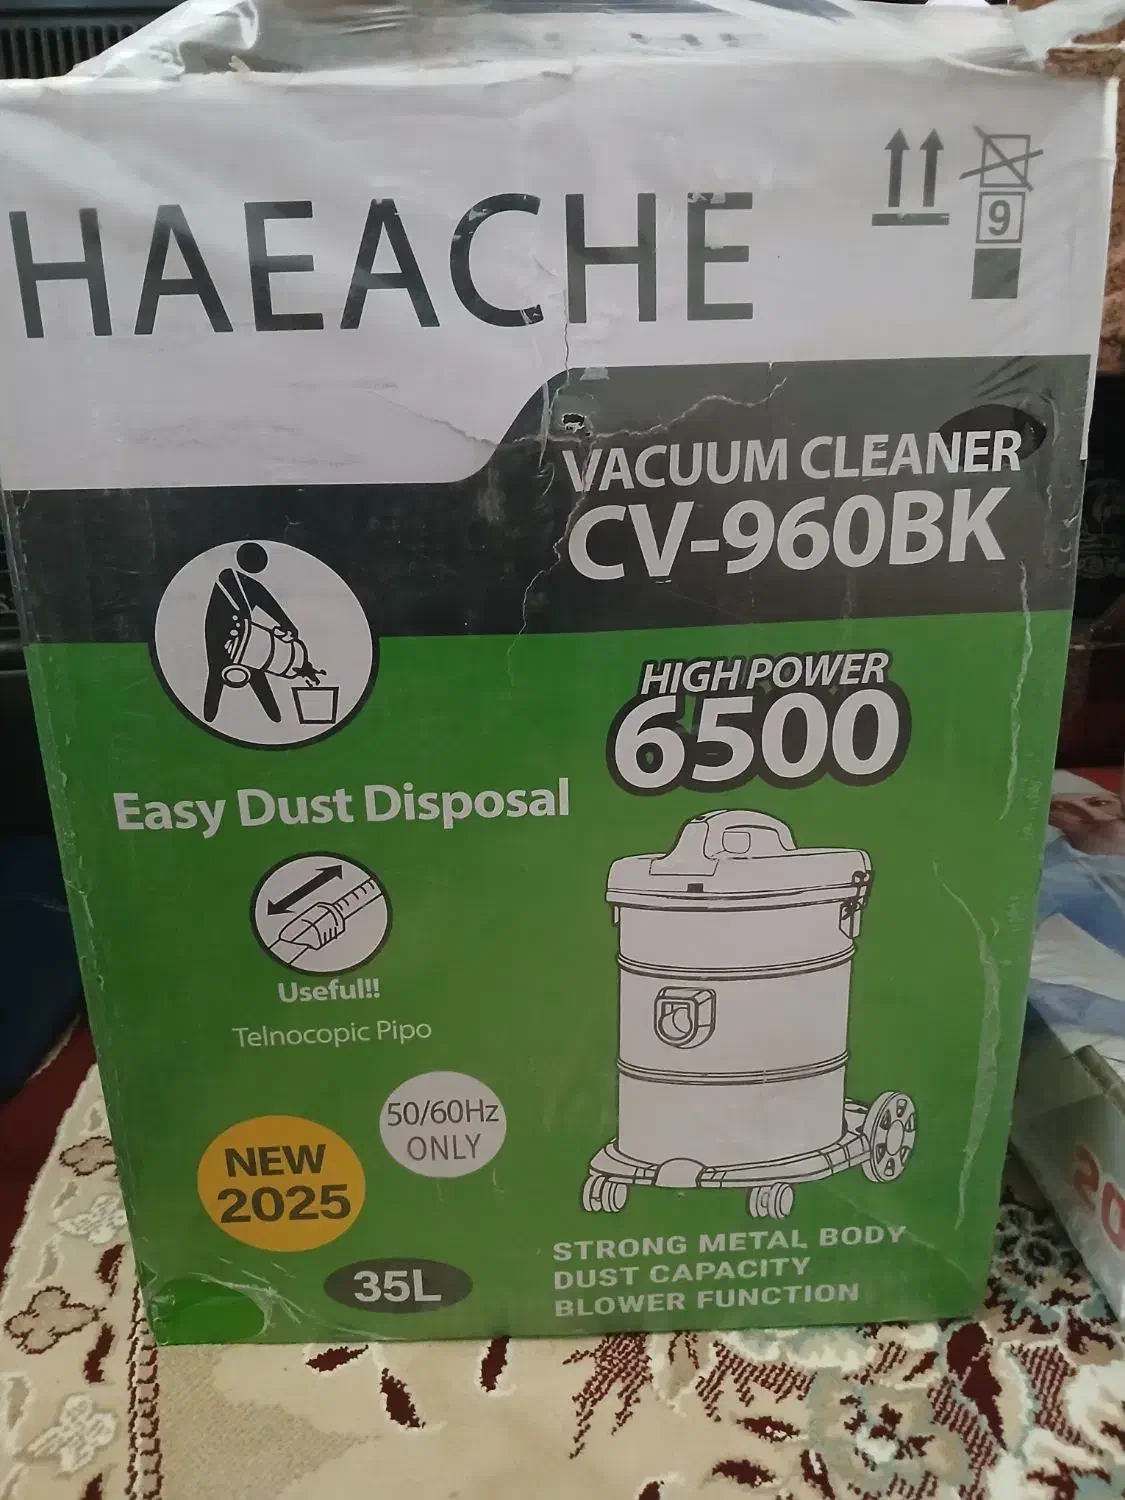 HAEACHE
9
VACUUM CLEANER
CV-960BK
HIGH POWER
6500
Easy Dust Disposal
Useful!!
Telnocopic Pipo
50/60Hz
ONLY
NEW
2025
35L
STRONG METAL BODY
DUST CAPACITY
BLOWER FUNCTION